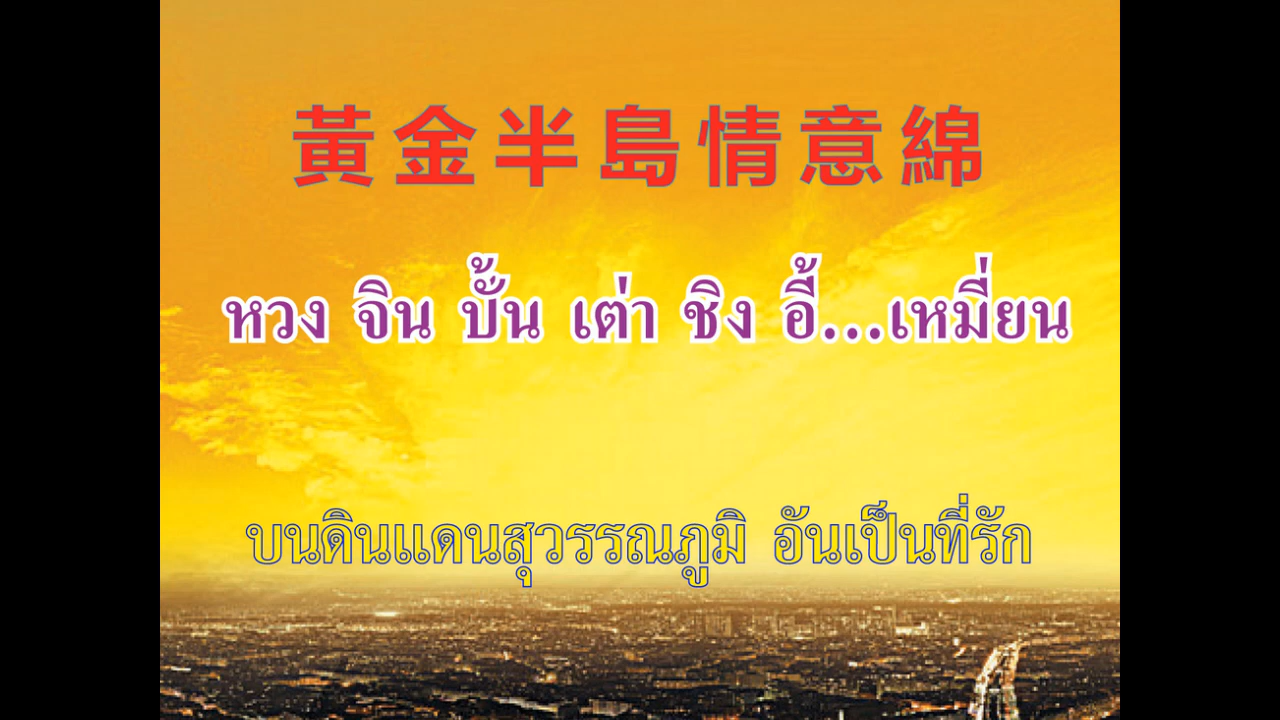 黃金半島情意綿
หวง จิน ปั้น เต่า ชิง อี้...เหมี่ยน
บนดินแดนสุวรรณภูมิ อันเป็นที่รัก